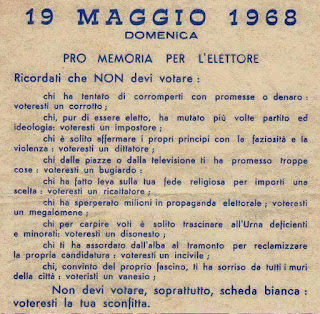 19 MAGGIO 1968
DOMENICA
PRO MEMORIA PER L'ELETTORE
Ricordati che NON devi votare :
chi ha tentato di corromperti con promesse o denaro :
voteresti un corrotto ;
chi, pur di essere eletto, ha mutato più volte partito ed
ideologia: voteresti un impostore ;
chi è solito affermare i propri principi con la faziosità e la
violenza : voteresti un dittatore ;
chi dalle piazze o dalla televisione ti ha promesso troppe
cose : voteresti un bugiardo :
chi ha fatto leva sulla tua fede religiosa per importi una
scelta : voteresti un ricattatore ;
chi ha sperperato milioni in propaganda elettorale ; voteresti
un megalomene ;
chi per carpire voti è solito trascinare all'Urna deficienti
e minorati: voteresti un disonesto ;
chi ti ha assordato dall'alba al tramonto per reclamizzare
la propria candidatura : voteresti un incivile ;
chi, convinto del proprio fascino, ti ha sorriso da tutti i muri
della città : voteresti un vanesio ;
Non devi votare, soprattutto, scheda bianca :
voteresti la tua sconfitta.